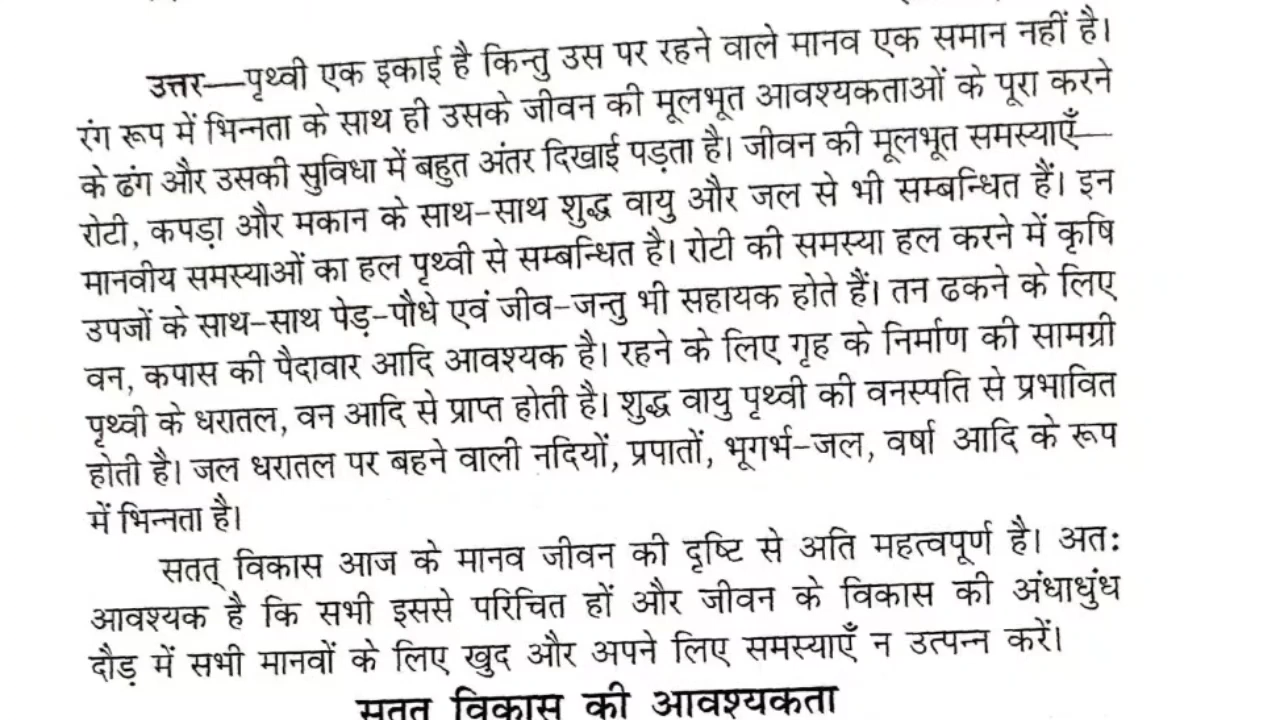 उत्तर—पृथ्वी एक इकाई है किन्तु उस पर रहने वाले मानव एक समान नहीं है।
रंग रूप में भिन्नता के साथ ही उसके जीवन की मूलभूत आवश्यकताओं के पूरा करने
के ढंग और उसकी सुविधा में बहुत अंतर दिखाई पड़ता है। जीवन की मूलभूत समस्याएँ—
रोटी, कपड़ा और मकान के साथ-साथ शुद्ध वायु और जल से भी सम्बन्धित हैं। इन
मानवीय समस्याओं का हल पृथ्वी से सम्बन्धित है। रोटी की समस्या हल करने में कृषि
उपजों के साथ-साथ पेड़-पौधे एवं जीव-जन्तु भी सहायक होते हैं। तन ढकने के लिए
वन, कपास की पैदावार आदि आवश्यक है। रहने के लिए गृह के निर्माण की सामग्री
पृथ्वी के धरातल, वन आदि से प्राप्त होती है। शुद्ध वायु पृथ्वी की वनस्पति से प्रभावित
होती है। जल धरातल पर बहने वाली नदियों, प्रपातों, भूगर्भ-जल, वर्षा आदि के रूप
में भिन्नता है।
सतत् विकास आज के मानव जीवन की दृष्टि से अति महत्वपूर्ण है। अतः
आवश्यक है कि सभी इससे परिचित हों और जीवन के विकास की अंधाधुंध
दौड़ में सभी मानवों के लिए खुद और अपने लिए समस्याएँ न उत्पन्न करें।
सतत विकास की आवश्यकता